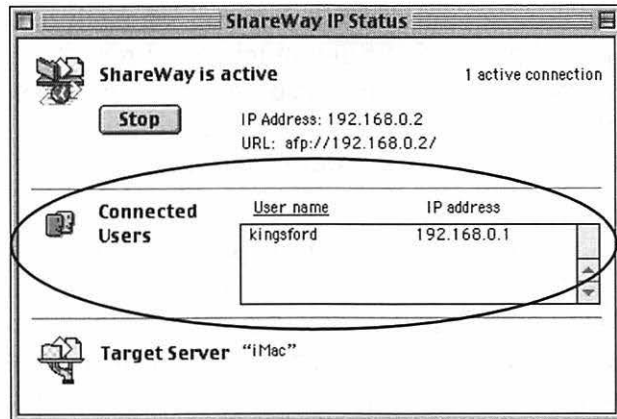 ShareWay IP Status
ShareWay is active
1 active connection
Stop
IP Address: 192.168.0.2
URL: afp://192.168.0.2/
Connected Users
User name IP address
kingsford 192.168.0.1
Target Server "iMac"